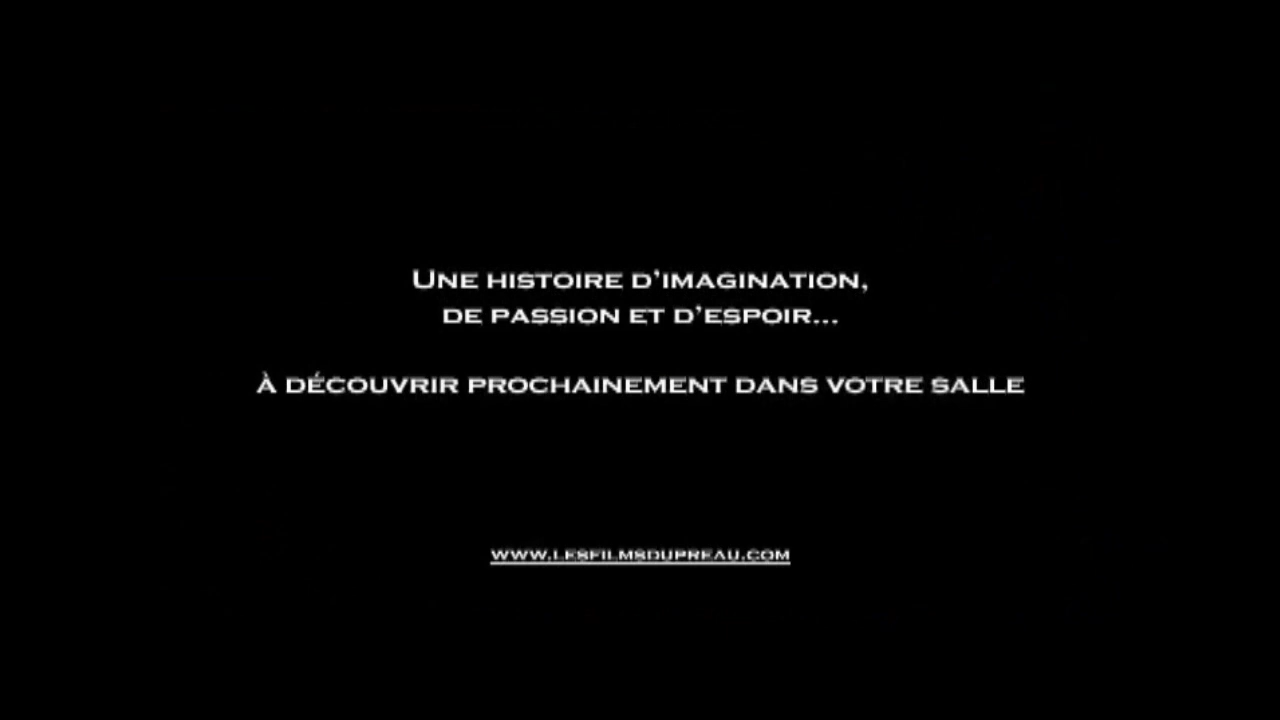 Une histoire d'imagination,
de passion et d'espoir...
À découvrir prochainement dans votre salle
www.lesfilmsdupreau.com